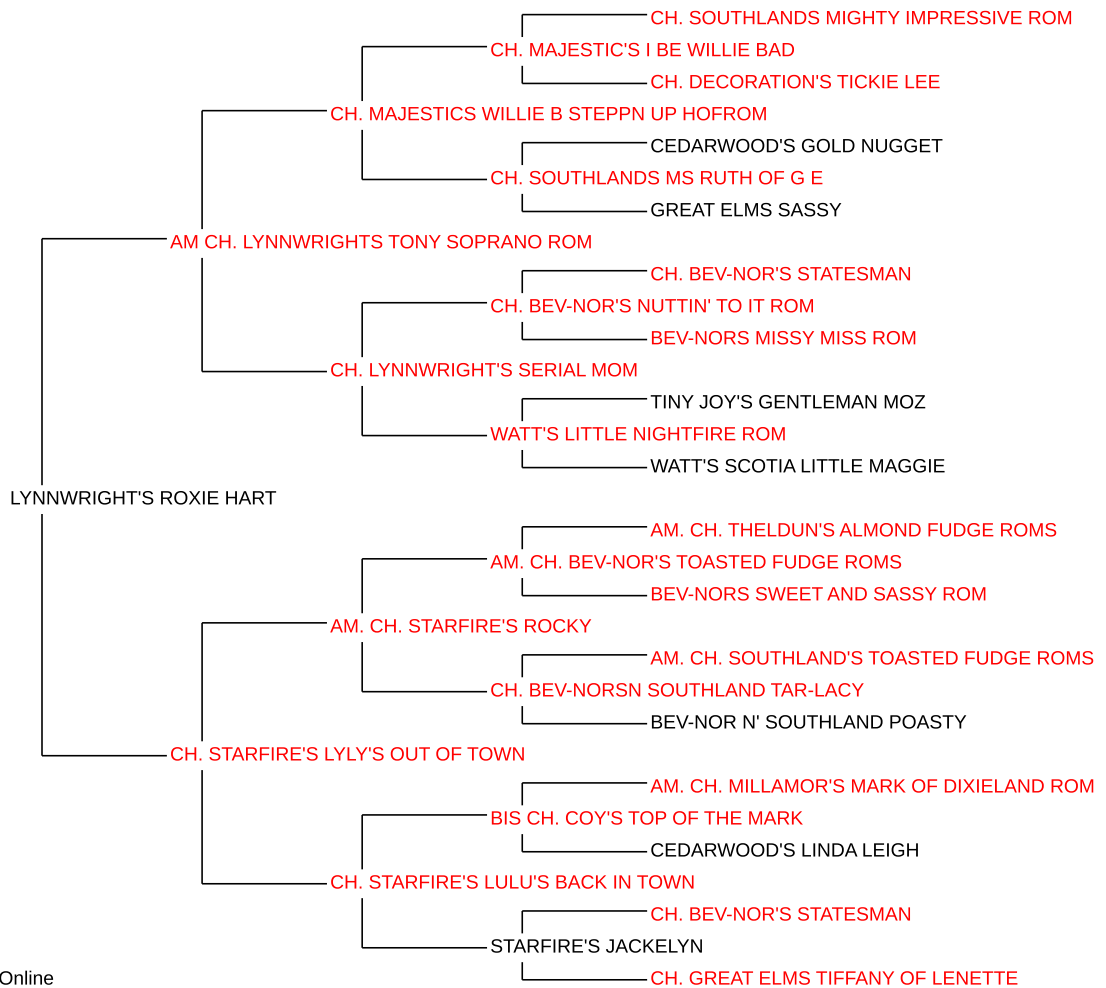 CH. SOUTHLANDS MIGHTY IMPRESSIVE ROM
CH. MAJESTIC'S I BE WILLIE BAD
CH. DECORATION'S TICKIE LEE
CH. MAJESTICS WILLIE B STEPPN UP HOFROM
CEDARWOOD'S GOLD NUGGET
CH. SOUTHLANDS MS RUTH OF G E
GREAT ELMS SASSY
AM CH. LYNNWRIGHTS TONY SOPRANO ROM
CH. BEV-NOR'S STATESMAN
CH. BEV-NOR'S NUTTIN' TO IT ROM
BEV-NORS MISSY MISS ROM
CH. LYNNWRIGHT'S SERIAL MOM
TINY JOY'S GENTLEMAN MOZ
WATT'S LITTLE NIGHTFIRE ROM
WATT'S SCOTIA LITTLE MAGGIE
LYNNWRIGHT'S ROXIE HART
AM. CH. THELDUN'S ALMOND FUDGE ROMS
AM. CH. BEV-NOR'S TOASTED FUDGE ROMS
BEV-NORS SWEET AND SASSY ROM
AM. CH. STARFIRE'S ROCKY
AM. CH. SOUTHLAND'S TOASTED FUDGE ROMS
CH. BEV-NORSN SOUTHLAND TAR-LACY
BEV-NOR N' SOUTHLAND POASTY
CH. STARFIRE'S LYLY'S OUT OF TOWN
AM. CH. MILLAMOR'S MARK OF DIXIELAND ROM
BIS CH. COY'S TOP OF THE MARK
CEDARWOOD'S LINDA LEIGH
CH. STARFIRE'S LULU'S BACK IN TOWN
CH. BEV-NOR'S STATESMAN
STARFIRE'S JACKELYN
CH. GREAT ELMS TIFFANY OF LENETTE
Online